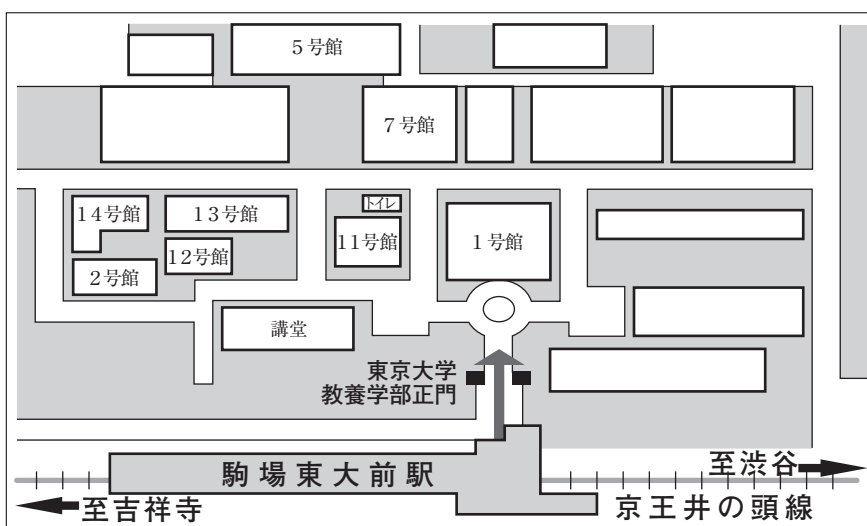 5号館
7号館
14号館
13号館
トイレ
11号館
1号館
12号館
2号館
講堂
東京大学
教養学部正門
駒場東大前駅
至渋谷
至吉祥寺
京王井の頭線